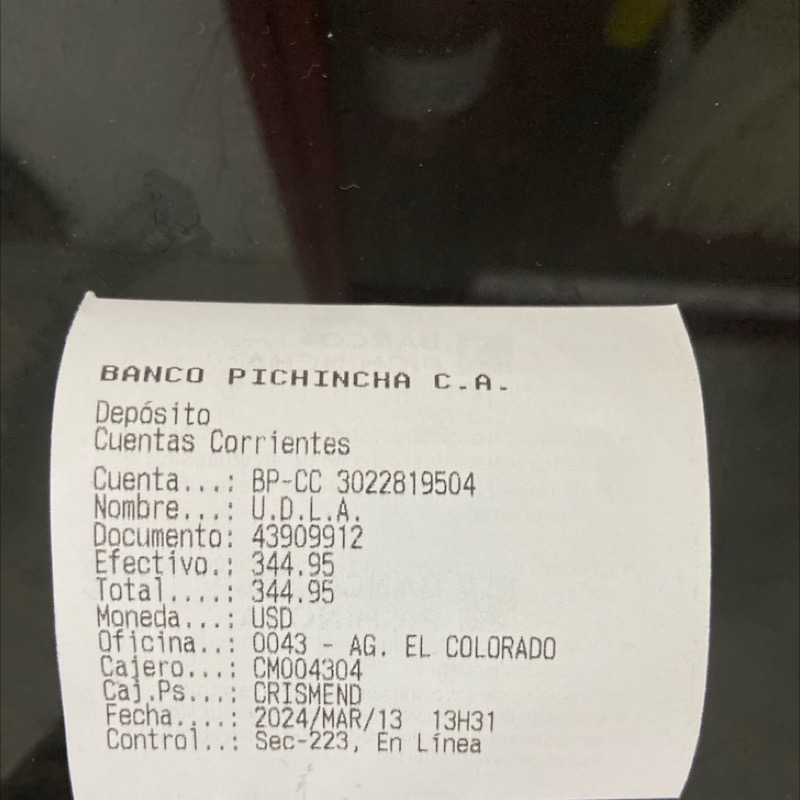 BANCO PICHINCHA C.A.
Depósito
Cuentas Corrientes
Cuenta...: BP-CC 3022819504
Nombre...: U.D.L.A.
Documento: 43909912
Efectivo.: 344.95
Total....: 344.95
Moneda...: USD
Oficina..: 0043 - AG. EL COLORADO
Cajero...: CM004304
Caj.Ps...: CRISMEND
Fecha....: 2024/MAR/13 13H31
Control..: Sec-223, En Línea